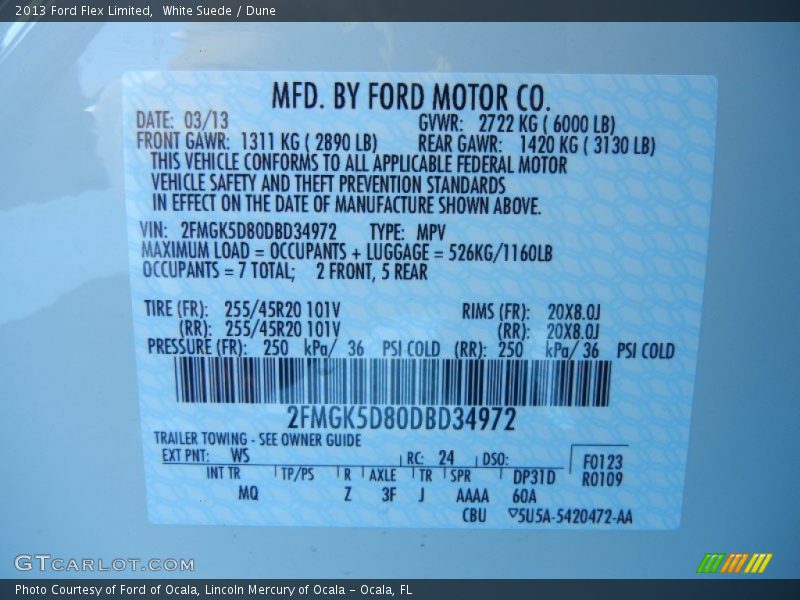 2013 Ford Flex Limited,  White Suede / Dune
MFD. BY FORD MOTOR CO.
DATE: 03/13 GVWR: 2722 KG ( 6000 LB)
FRONT GAWR: 1311 KG ( 2890 LB) REAR GAWR: 1420 KG ( 3130 LB)
THIS VEHICLE CONFORMS TO ALL APPLICABLE FEDERAL MOTOR
VEHICLE SAFETY AND THEFT PREVENTION STANDARDS
IN EFFECT ON THE DATE OF MANUFACTURE SHOWN ABOVE.
VIN: 2FMGK5D80DBD34972 TYPE: MPV
MAXIMUM LOAD = OCCUPANTS + LUGGAGE = 526KG/1160LB
OCCUPANTS = 7 TOTAL; 2 FRONT, 5 REAR
TIRE (FR): 255/45R20 101V RIMS (FR): 20X8.0J
(RR): 255/45R20 101V (RR): 20X8.0J
PRESSURE (FR): 250 kPa/ 36 PSI COLD (RR): 250 kPa/ 36 PSI COLD
2FMGK5D80DBD34972
TRAILER TOWING - SEE OWNER GUIDE
EXT PNT: WS RC: 24 DSO: F0123
INT TR TP/PS R AXLE TR SPR DP31D R0109
MQ Z 3F J AAAA 60A
CBU ▽5U5A-5420472-AA
GTCARLOT.COM
Photo Courtesy of Ford of Ocala, Lincoln Mercury of Ocala - Ocala, FL